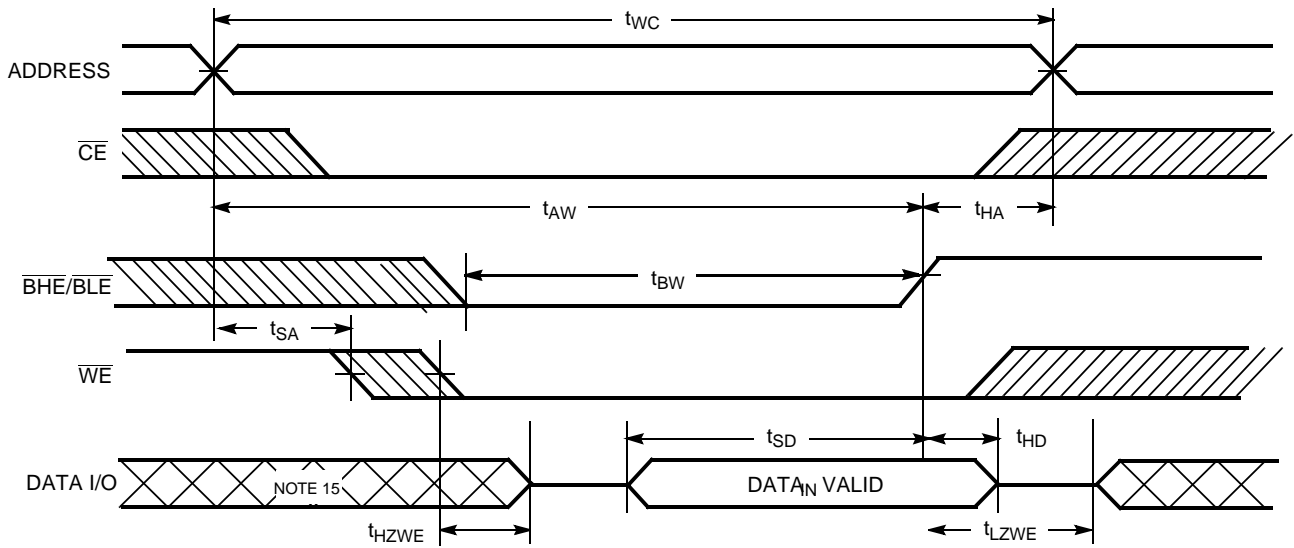 tWC
ADDRESS
CE
tAW
tHA
BHE/BLE
tBW
tSA
WE
tSD
tHD
DATA I/O
NOTE 15
DATAIN VALID
tHZWE
tLZWE